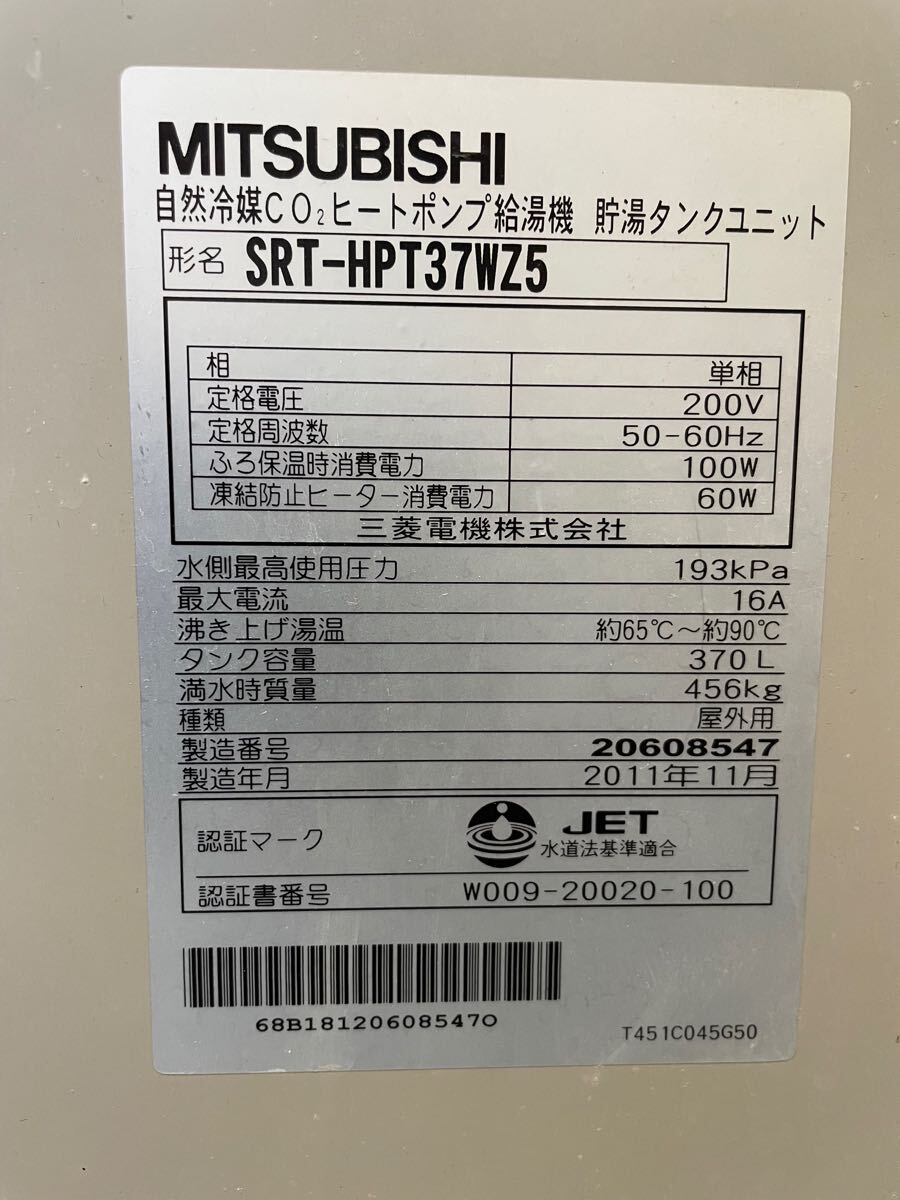 MITSUBISHI
自然冷媒CO₂ヒートポンプ給湯機 貯湯タンクユニット
形名 SRT-HPT37WZ5
相 単相
定格電圧 200V
定格周波数 50-60Hz
ふろ保温時消費電力 100W
凍結防止ヒーター消費電力 60W
三菱電機株式会社
水側最高使用圧力 193kPa
最大電流 16A
沸き上げ湯温 約65℃～約90℃
タンク容量 370L
満水時質量 456kg
種類 屋外用
製造番号 20608547
製造年月 2011年11月
認証マーク JET
水道法基準適合
認証書番号 W009-20020-100
68B181206085470
T451C045G50